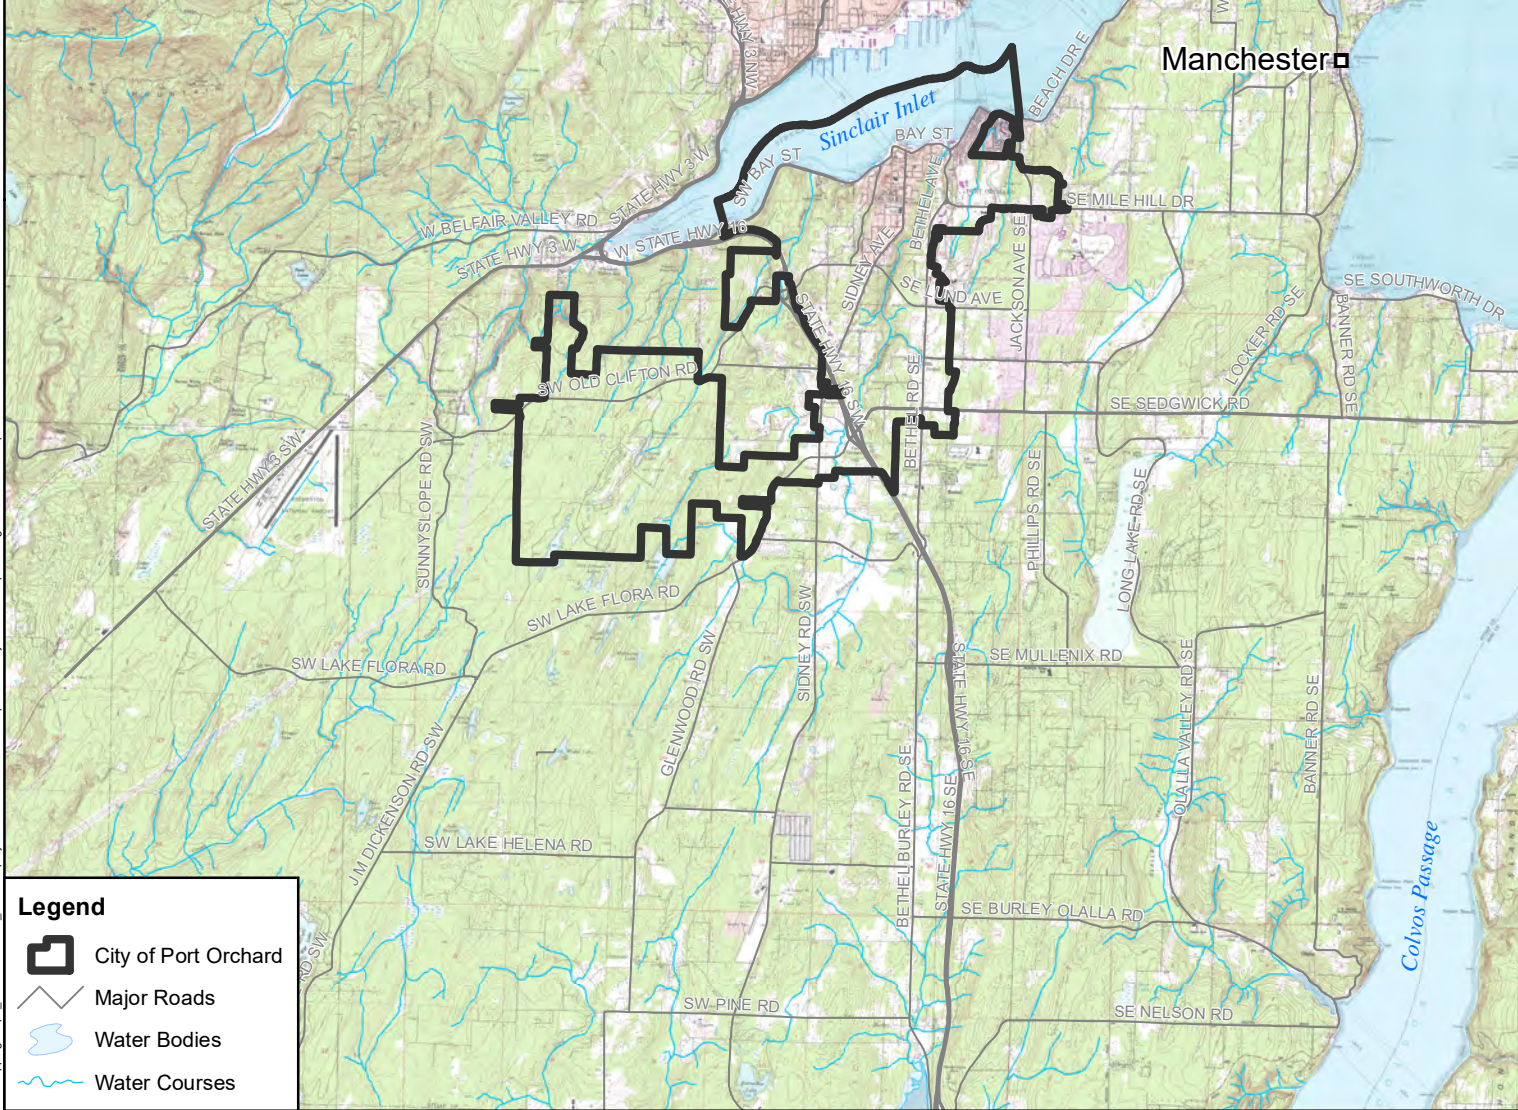 HWY 3 NW
Manchester
BEACH DR E
Sinclair Inlet
BAY ST
SW BAY ST
STATE HWY 3 W
BETHEL AVE
SE MILE HILL DR
W BELFAIR VALLEY RD
W STATE HWY 16
STATE HWY 3 W
SIDNEY AVE
JACKSON AVE SE
SE SOUTHWORTH DR
SE LUND AVE
STATE HWY 16 SW
LOCKER RD SE
BANNER RD SE
SW OLD CLIFTON RD
BETHEL RD SE
SE SEDGWICK RD
STATE HWY 3 SW
SUNNYSLOPE RD SW
PHILLIPS RD SE
LONG LAKE RD SE
SW LAKE FLORA RD
SIDNEY RD SW
SW LAKE FLORA RD
GLENWOOD RD SW
SE MULLENIX RD
STATE HWY 16 SE
OLALLA VALLEY RD SE
BANNER RD SE
J M DICKENSON RD SW
SW LAKE HELENA RD
BETHEL BURLEY RD SE
STATE HWY 16 SE
Colvos Passage
SE BURLEY OLALLA RD
RD SW
SW PINE RD
SE NELSON RD
Legend
City of Port Orchard
Major Roads
Water Bodies
Water Courses